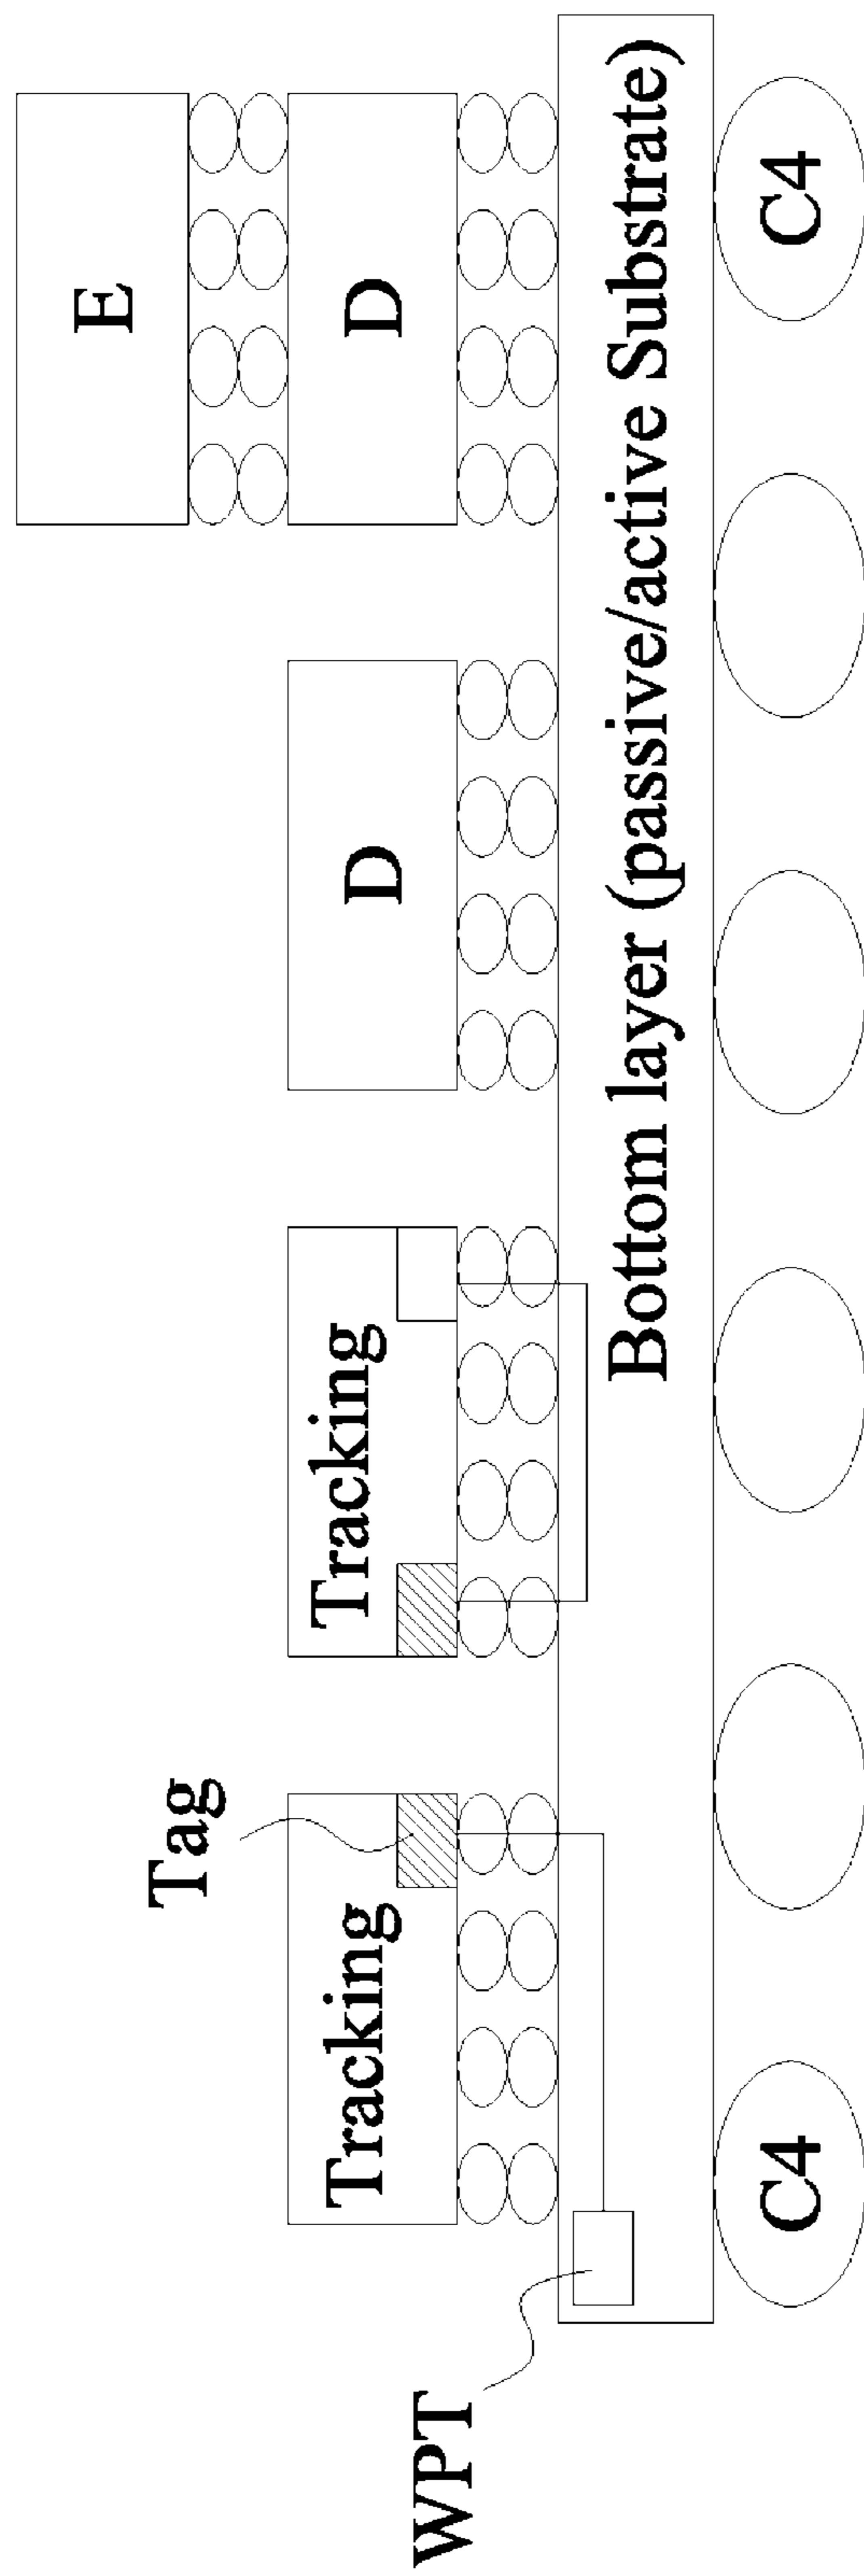 E
Tag
Tracking
Tracking
D
D
WPT
Bottom layer (passive/active Substrate)
C4
C4